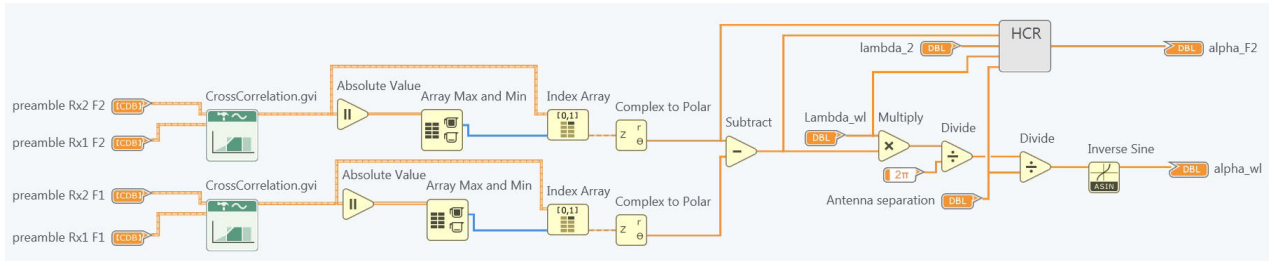 HCR
lambda_2
DBL
DBL
alpha_F2
Absolute Value
CrossCorrelation.gvi
Array Max and Min
Index Array
[0,1]
Complex to Polar
preamble Rx2 F2
[CDB]
preamble Rx1 F2
[CDB]
z
r
θ
Subtract
Lambda_wl
DBL
Multiply
Divide
Divide
2π
Inverse Sine
ASIN
DBL
alpha_wl
Antenna separation
DBL
CrossCorrelation.gvi
Absolute Value
Array Max and Min
Index Array
[0,1]
Complex to Polar
preamble Rx2 F1
[CDB]
preamble Rx1 F1
[CDB]
z
r
θ